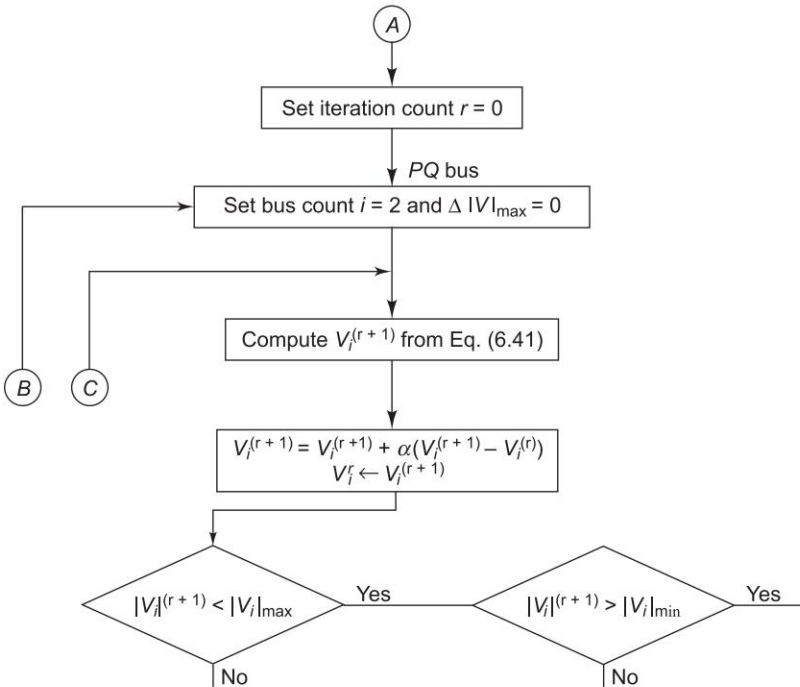 A
Set iteration count r = 0
PQ bus
Set bus count i = 2 and Δ |V|max = 0
Compute Vi(r + 1) from Eq. (6.41)
B
C
Vi(r + 1) = Vi(r +1) + α(Vi(r + 1) – Vi(r))
Vir ← Vi(r + 1)
|Vi|(r + 1) < |Vi|max
Yes
|Vi|(r + 1) > |Vi|min
Yes
No
No